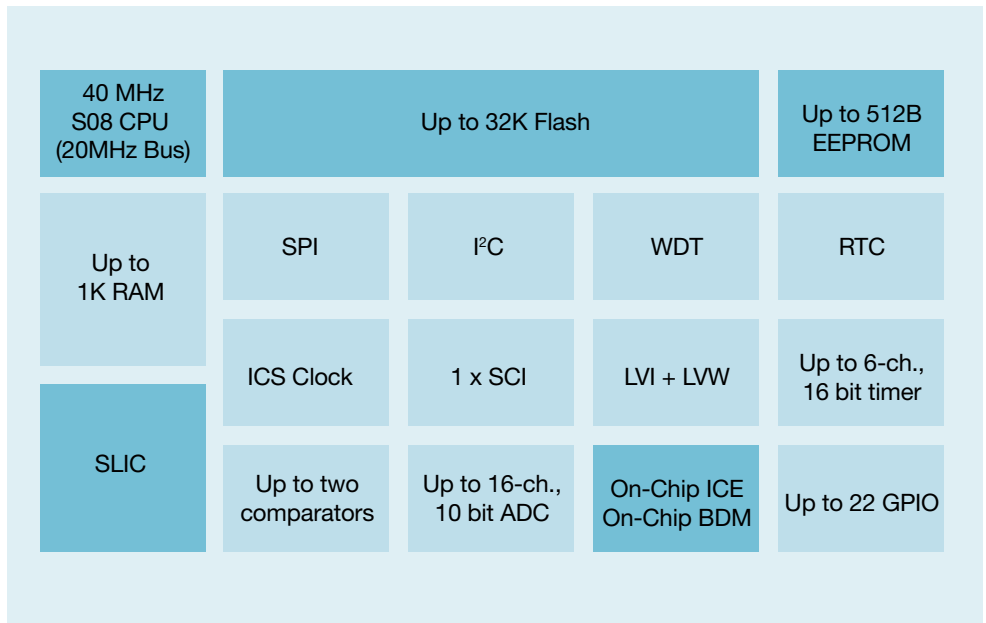 40 MHz
S08 CPU
(20MHz Bus)
Up to 32K Flash
Up to 512B
EEPROM
Up to
1K RAM
SPI
I²C
WDT
RTC
ICS Clock
1 x SCI
LVI + LVW
Up to 6-ch.,
16 bit timer
SLIC
Up to two
comparators
Up to 16-ch.,
10 bit ADC
On-Chip ICE
On-Chip BDM
Up to 22 GPIO